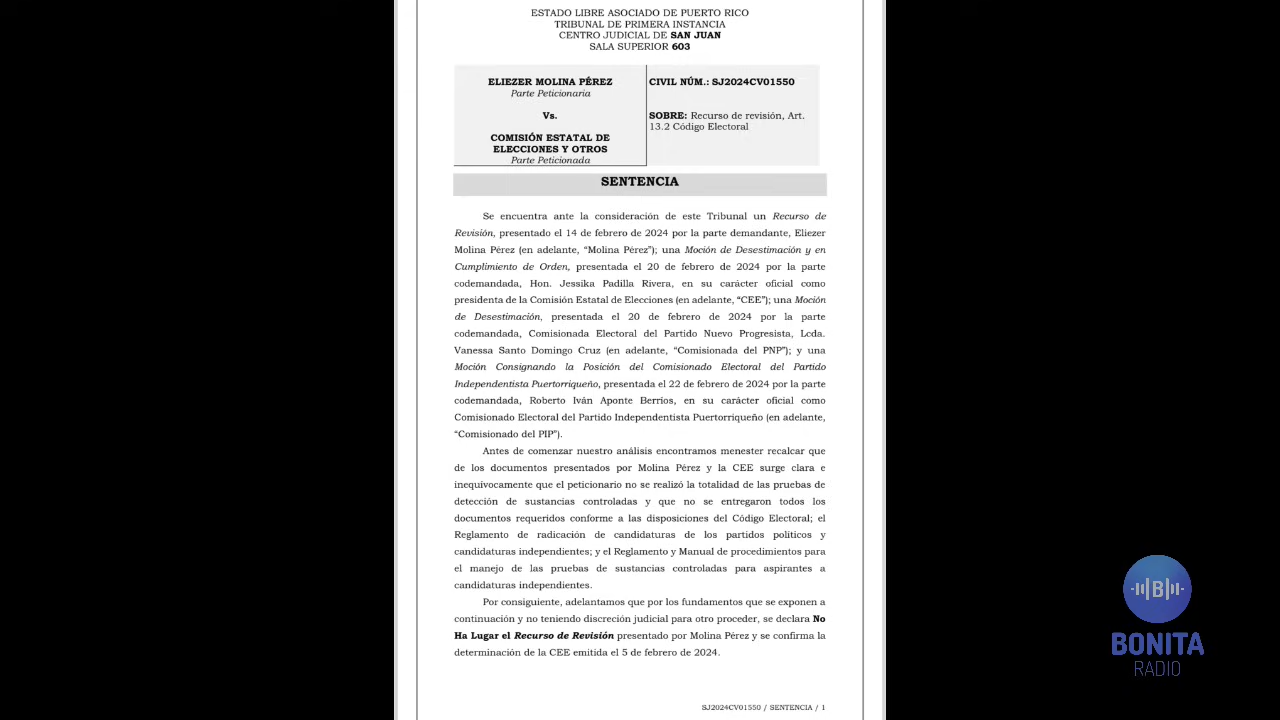 ESTADO LIBRE ASOCIADO DE PUERTO RICO
TRIBUNAL DE PRIMERA INSTANCIA
CENTRO JUDICIAL DE SAN JUAN
SALA SUPERIOR 603
ELIEZER MOLINA PÉREZ
Parte Peticionaria
Vs.
COMISIÓN ESTATAL DE
ELECCIONES Y OTROS
Parte Peticionada
CIVIL NÚM.: SJ2024CV01550
SOBRE: Recurso de revisión, Art.
13.2 Código Electoral
SENTENCIA
Se encuentra ante la consideración de este Tribunal un Recurso de
Revisión, presentado el 14 de febrero de 2024 por la parte demandante, Eliezer
Molina Pérez (en adelante, “Molina Pérez”); una Moción de Desestimación y en
Cumplimiento de Orden, presentada el 20 de febrero de 2024 por la parte
codemandada, Hon. Jessika Padilla Rivera, en su carácter oficial como
presidenta de la Comisión Estatal de Elecciones (en adelante, “CEE”); una Moción
de Desestimación, presentada el 20 de febrero de 2024 por la parte
codemandada, Comisionada Electoral del Partido Nuevo Progresista, Lcda.
Vanessa Santo Domingo Cruz (en adelante, “Comisionada del PNP”); y una
Moción Consignando la Posición del Comisionado Electoral del Partido
Independentista Puertorriqueño, presentada el 22 de febrero de 2024 por la parte
codemandada, Roberto Iván Aponte Berríos, en su carácter oficial como
Comisionado Electoral del Partido Independentista Puertorriqueño (en adelante,
“Comisionado del PIP”).
Antes de comenzar nuestro análisis encontramos menester recalcar que
de los documentos presentados por Molina Pérez y la CEE surge clara e
inequívocamente que el peticionario no se realizó la totalidad de las pruebas de
detección de sustancias controladas y que no se entregaron todos los
documentos requeridos conforme a las disposiciones del Código Electoral; el
Reglamento de radicación de candidaturas de los partidos políticos y
candidaturas independientes; y el Reglamento y Manual de procedimientos para
el manejo de las pruebas de sustancias controladas para aspirantes a
candidaturas independientes.
Por consiguiente, adelantamos que por los fundamentos que se exponen a
continuación y no teniendo discreción judicial para otro proceder, se declara No
Ha Lugar el Recurso de Revisión presentado por Molina Pérez y se confirma la
determinación de la CEE emitida el 5 de febrero de 2024.
SJ2024CV01550 / SENTENCIA / 1
B
BONITA
RADIO